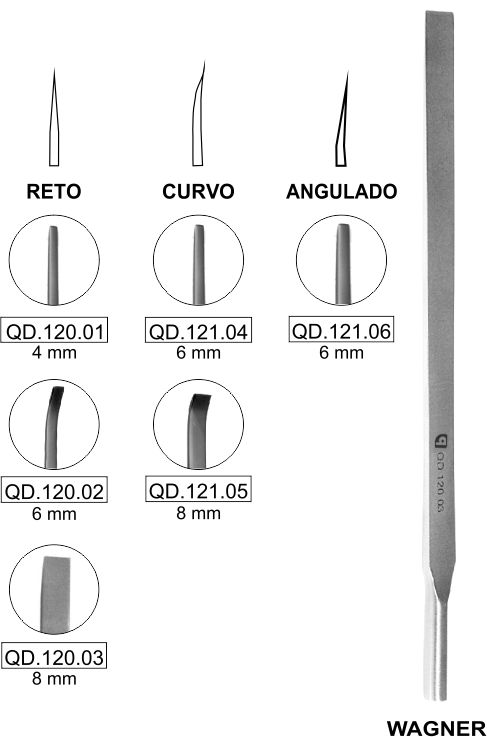 RETO
CURVO
ANGULADO
QD.120.01
4 mm
QD.121.04
6 mm
QD.121.06
6 mm
QD.120.02
6 mm
QD.121.05
8 mm
QD.120.03
8 mm
QD 120 03
WAGNER